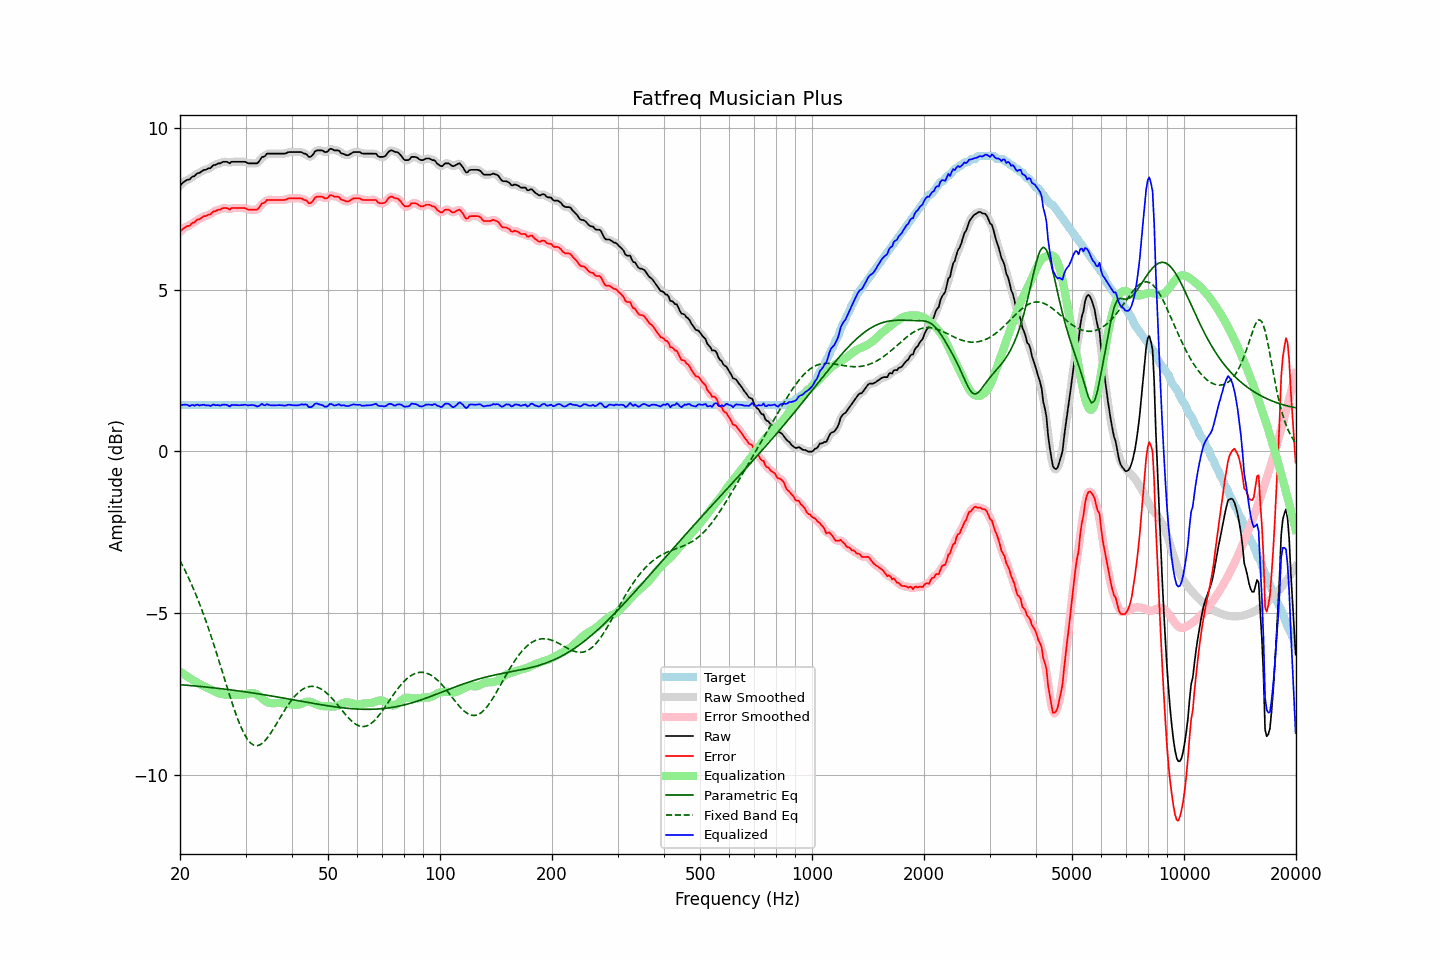 Fatfreq Musician Plus
Amplitude (dBr)
10
5
0
−5
−10
Target
Raw Smoothed
Error Smoothed
Raw
Error
Equalization
Parametric Eq
Fixed Band Eq
Equalized
20 50 100 200 500 1000 2000 5000 10000 20000
Frequency (Hz)